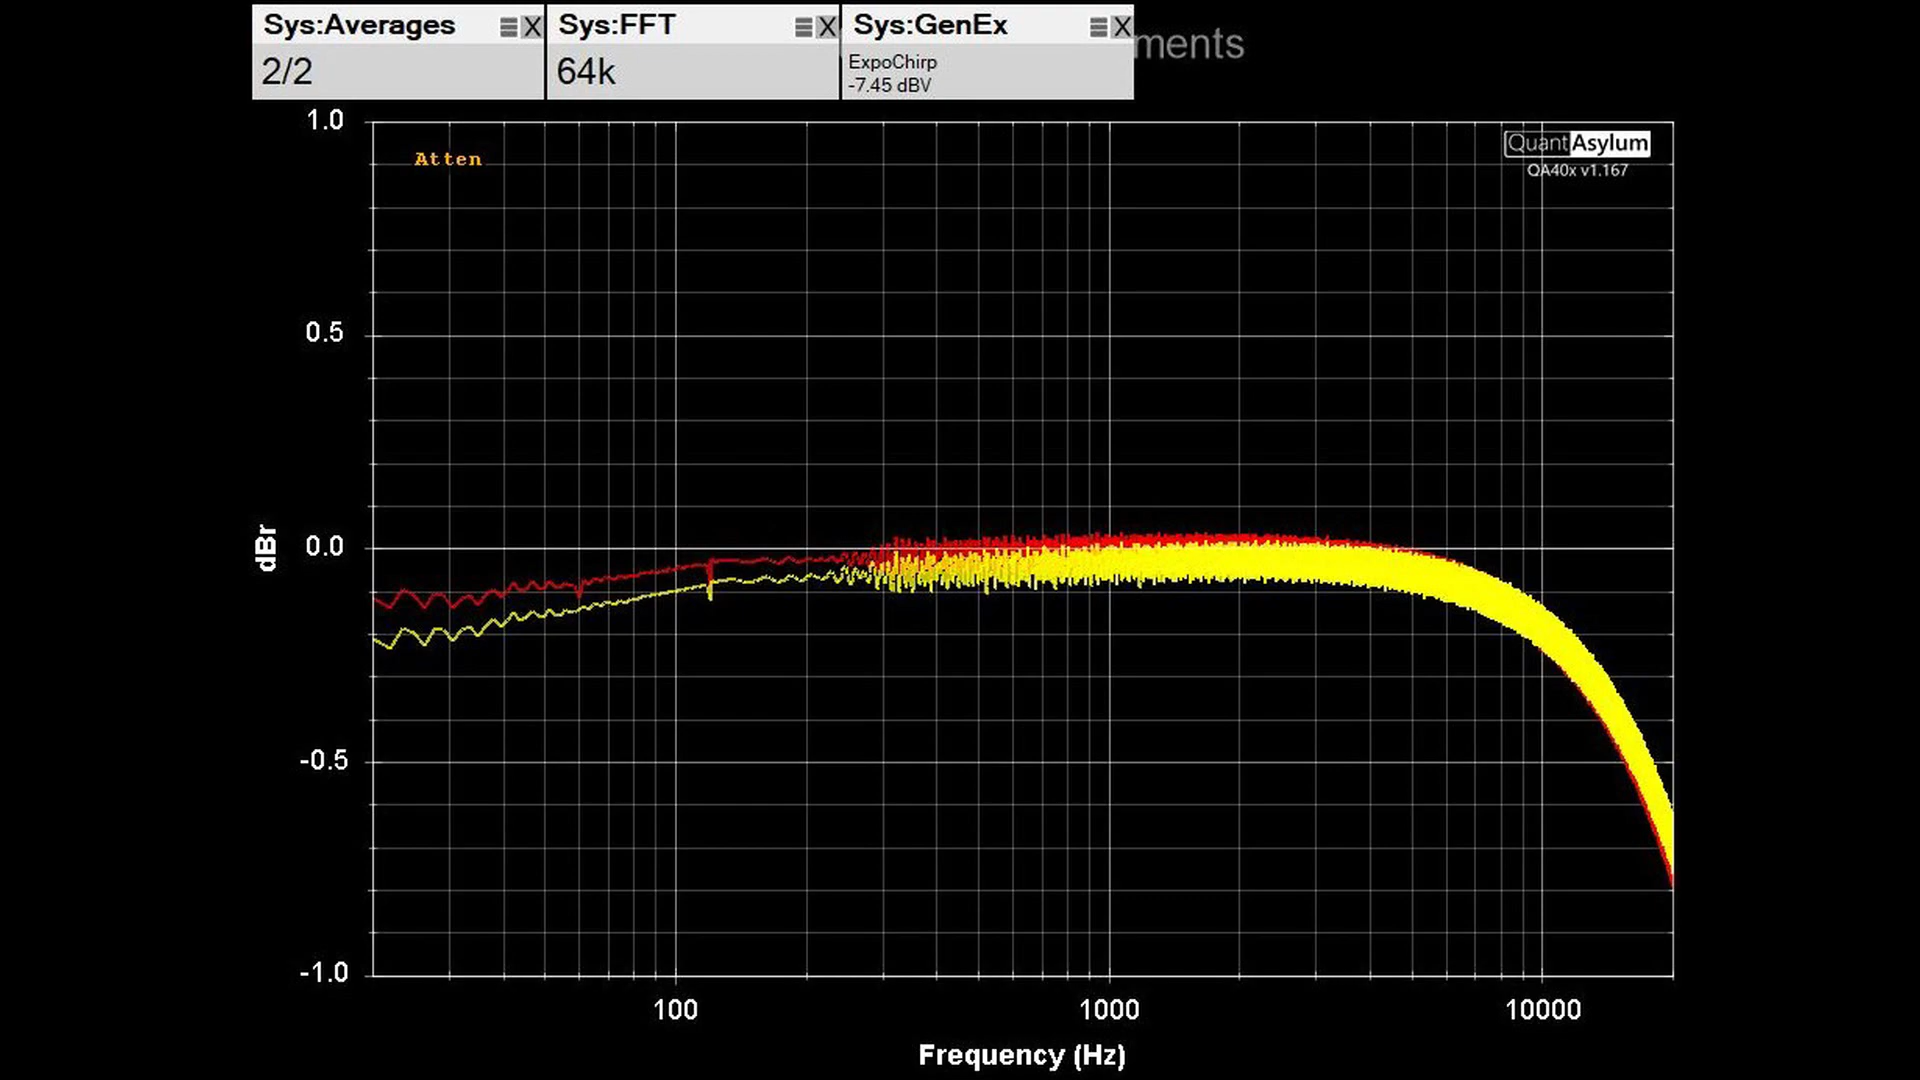 Sys:Averages
2/2
Sys:FFT
64k
Sys:GenEx
ExpoChirp
-7.45 dBV
ments
1.0
Atten
QuantAsylum
QA40x v1.167
0.5
dBr
0.0
-0.5
-1.0
100
1000
10000
Frequency (Hz)